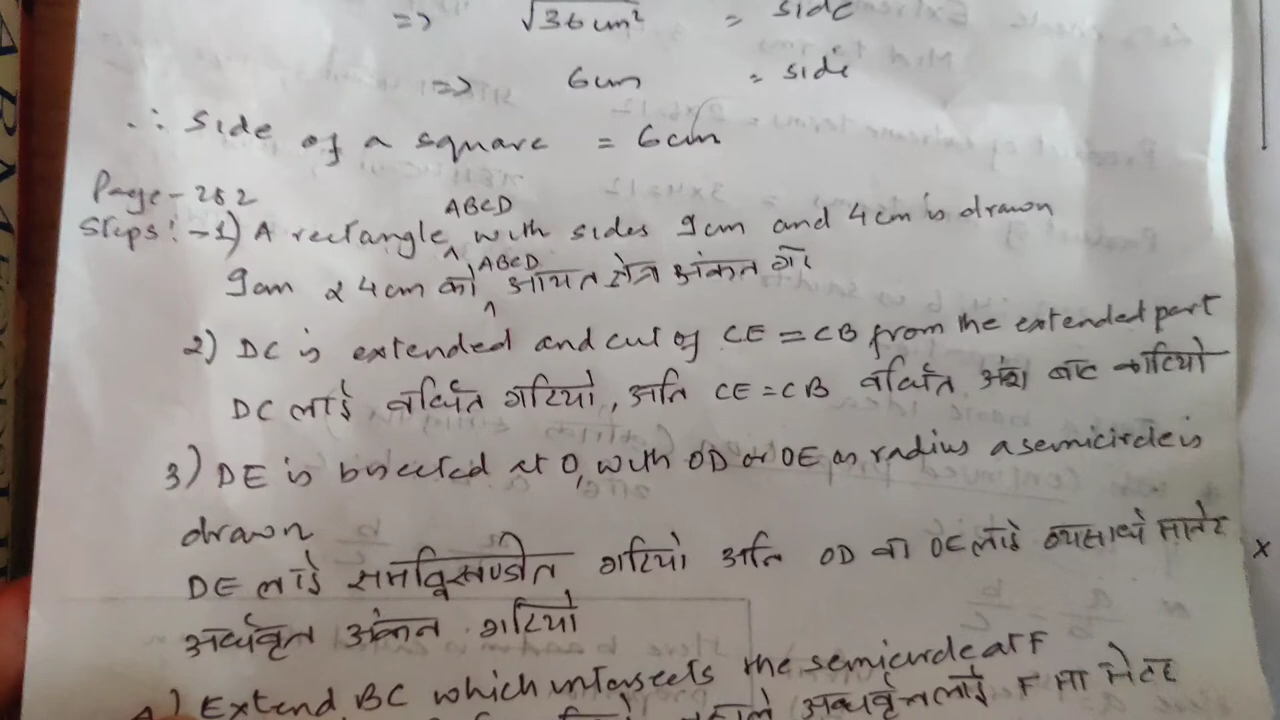 => √36cm² = side
=> 6cm = side
∴ side of a square = 6cm
Page - 282
Steps :- 1) A rectangle ABCD with sides 9cm and 4cm is drawn
9cm र 4cm को ABCD आयत क्षेत्र अंकन गरे
2) DC is extended and cut of CE = CB from the extended part
DC लाई वर्धित गरियो, अनि CE = CB वर्धित अंश बाट काटियो
3) DE is bisected at O, with OD or OE as radius a semicircle is
drawn
DE लाई समद्विखण्डीत गरियो अनि OD वा OE लाई व्यासार्ध मानेर
अर्धवृत अंकन गरियो
4) Extend BC which intersects the semicircle at F
अर्धवृतलाई F मा भेटछ